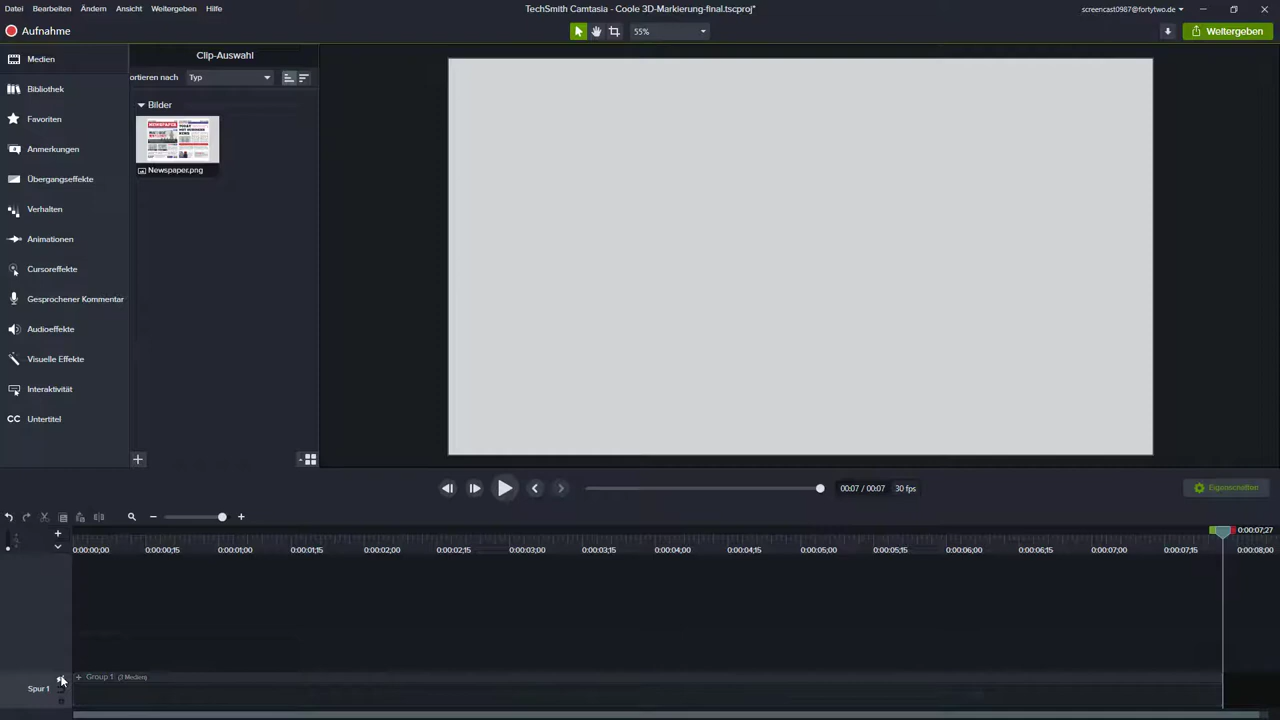 Datei Bearbeiten Ändern Ansicht Weitergeben Hilfe
TechSmith Camtasia - Coole 3D-Markierung-final.tscproj*
screencast0987@fortytwo.de
Aufnahme
55%
Weitergeben
Medien
Bibliothek
Favoriten
Anmerkungen
Übergangseffekte
Verhalten
Animationen
Cursoreffekte
Gesprochener Kommentar
Audioeffekte
Visuelle Effekte
Interaktivität
CC Untertitel
Clip-Auswahl
ortieren nach Typ
Bilder
NEWSPAPER
Newspaper.png
00:07 / 00:07 30 fps
Eigenschaften
0:00:07;27
0:00:00;00 0:00:00;15 0:00:01;00 0:00:01;15 0:00:02;00 0:00:02;15 0:00:03;00 0:00:03;15 0:00:04;00 0:00:04;15 0:00:05;00 0:00:05;15 0:00:06;00 0:00:06;15 0:00:07;00 0:00:07;15 0:00:08;00
Group 1 (3 Medien)
Spur 1